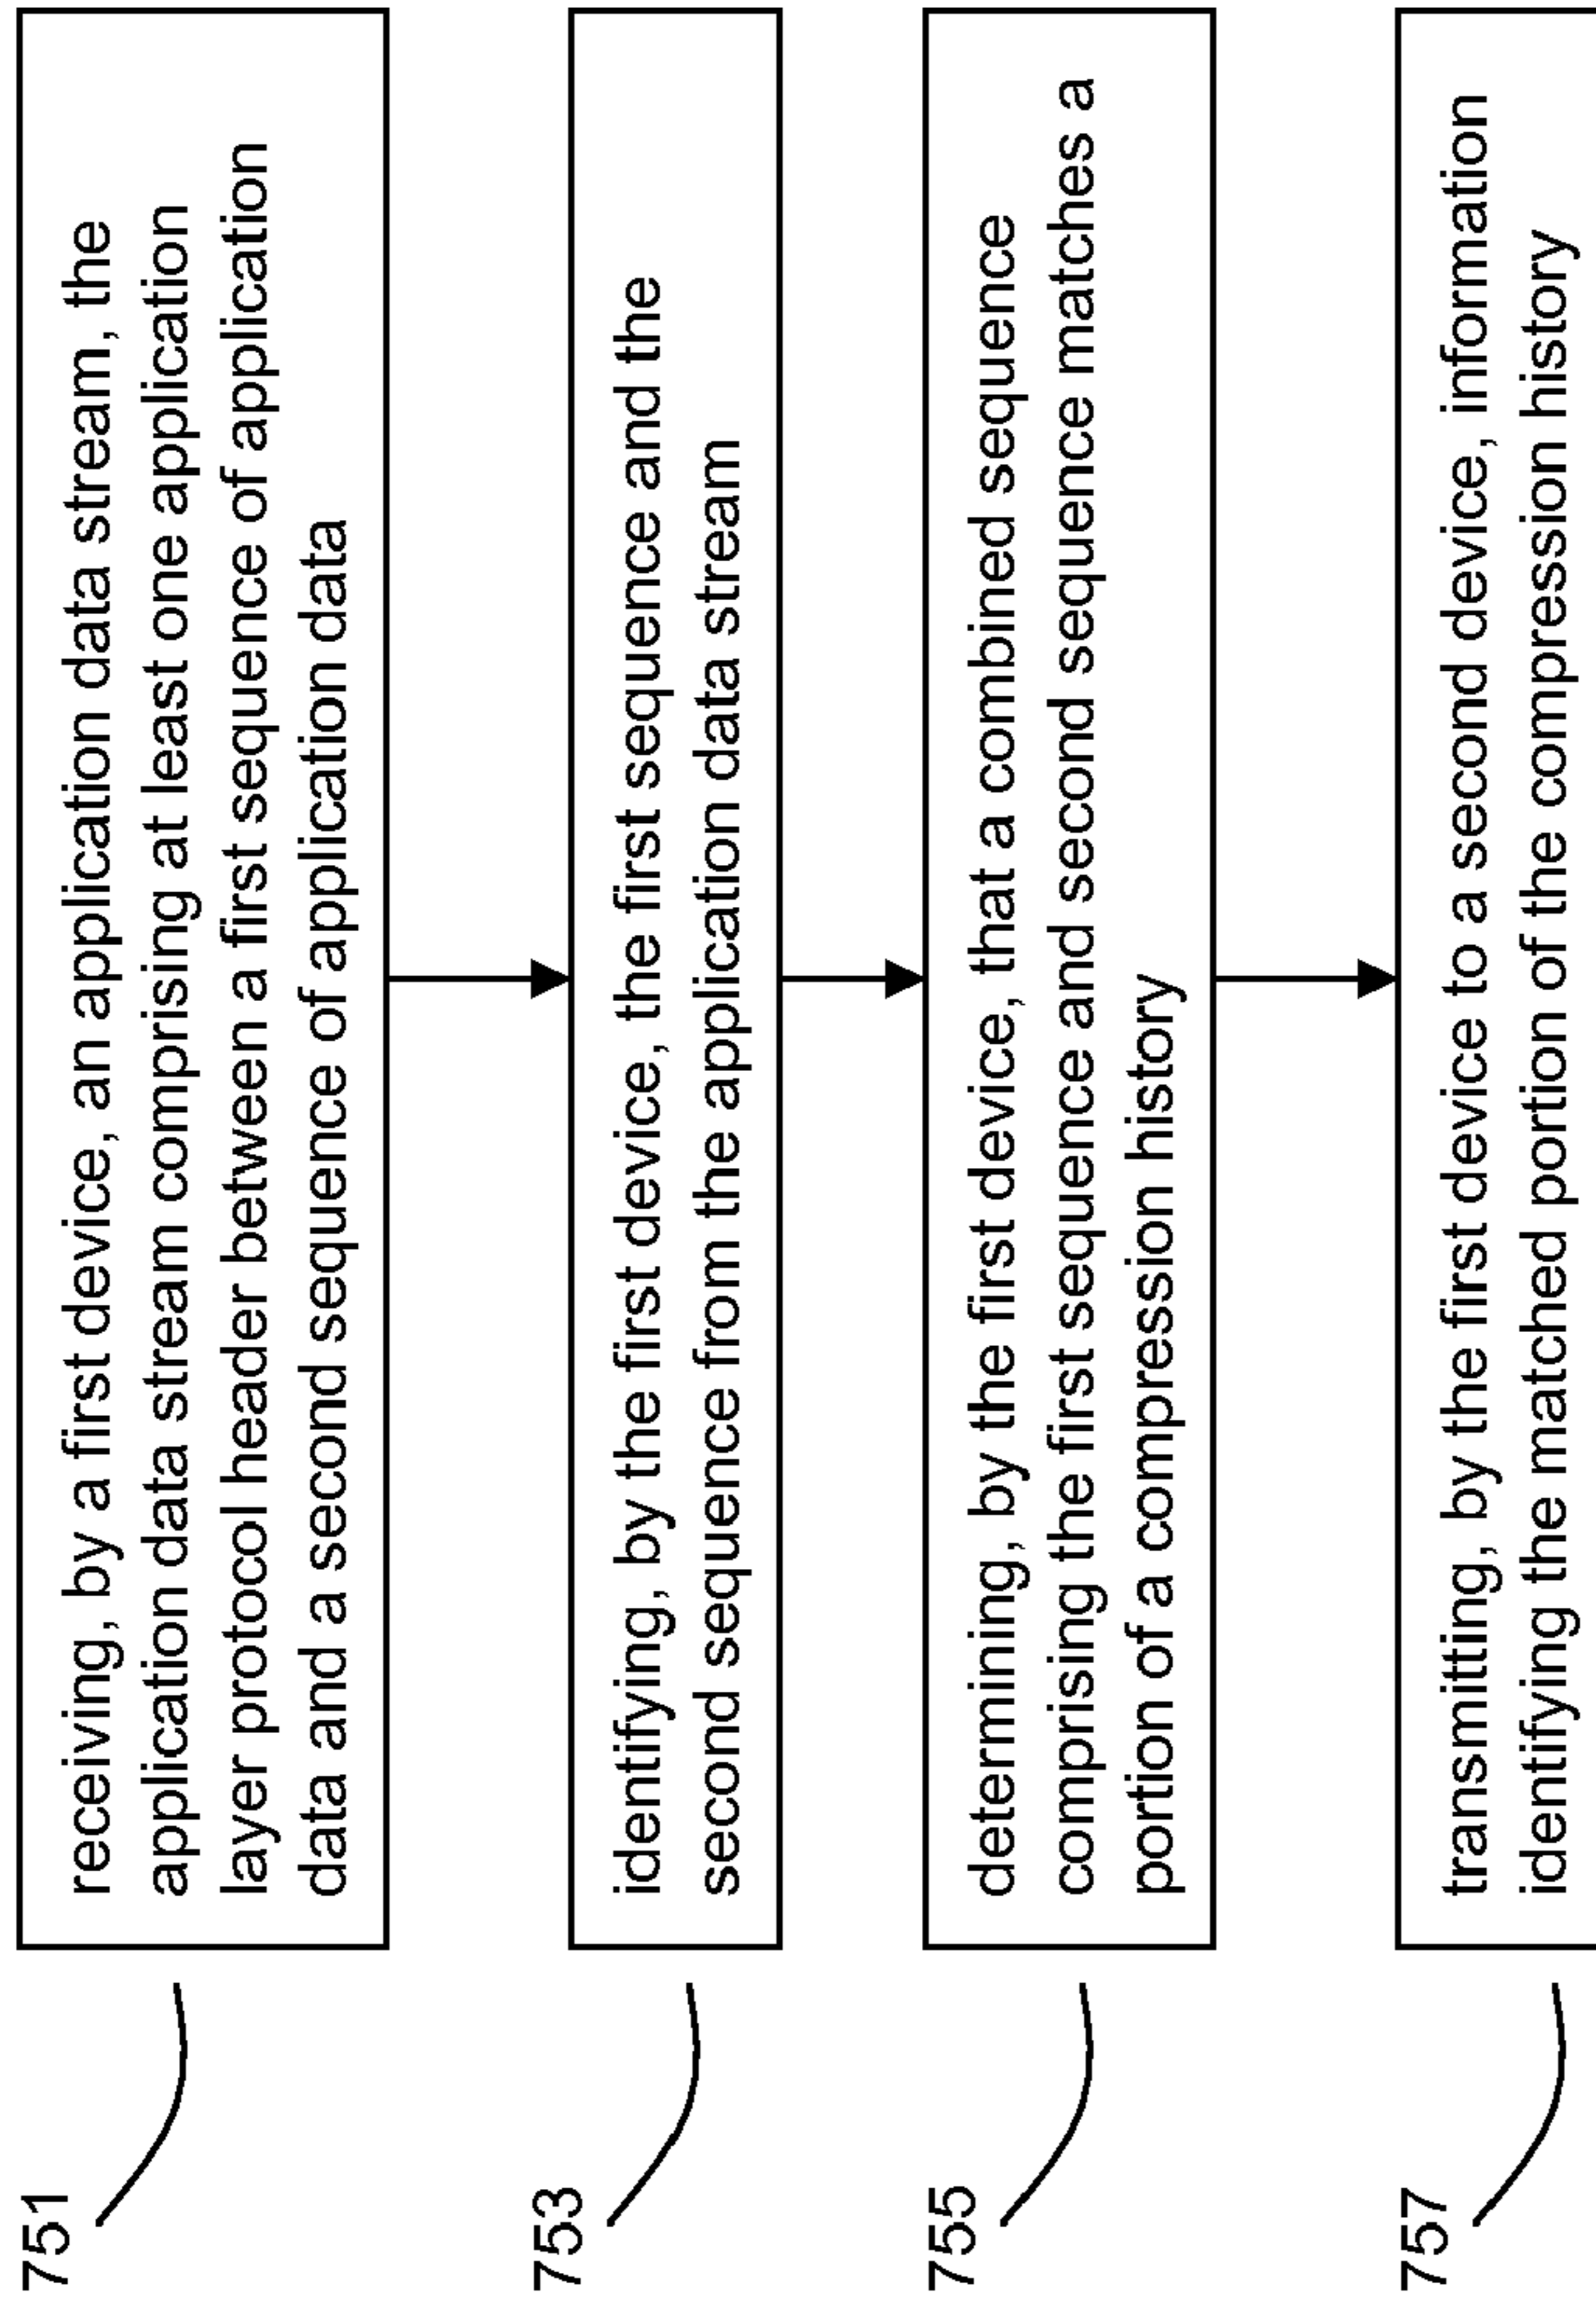 751
receiving, by a first device, an application data stream, the
application data stream comprising at least one application
layer protocol header between a first sequence of application
data and a second sequence of application data
753
identifying, by the first device, the first sequence and the
second sequence from the application data stream
755
determining, by the first device, that a combined sequence
comprising the first sequence and second sequence matches a
portion of a compression history
757
transmitting, by the first device to a second device, information
identifying the matched portion of the compression history